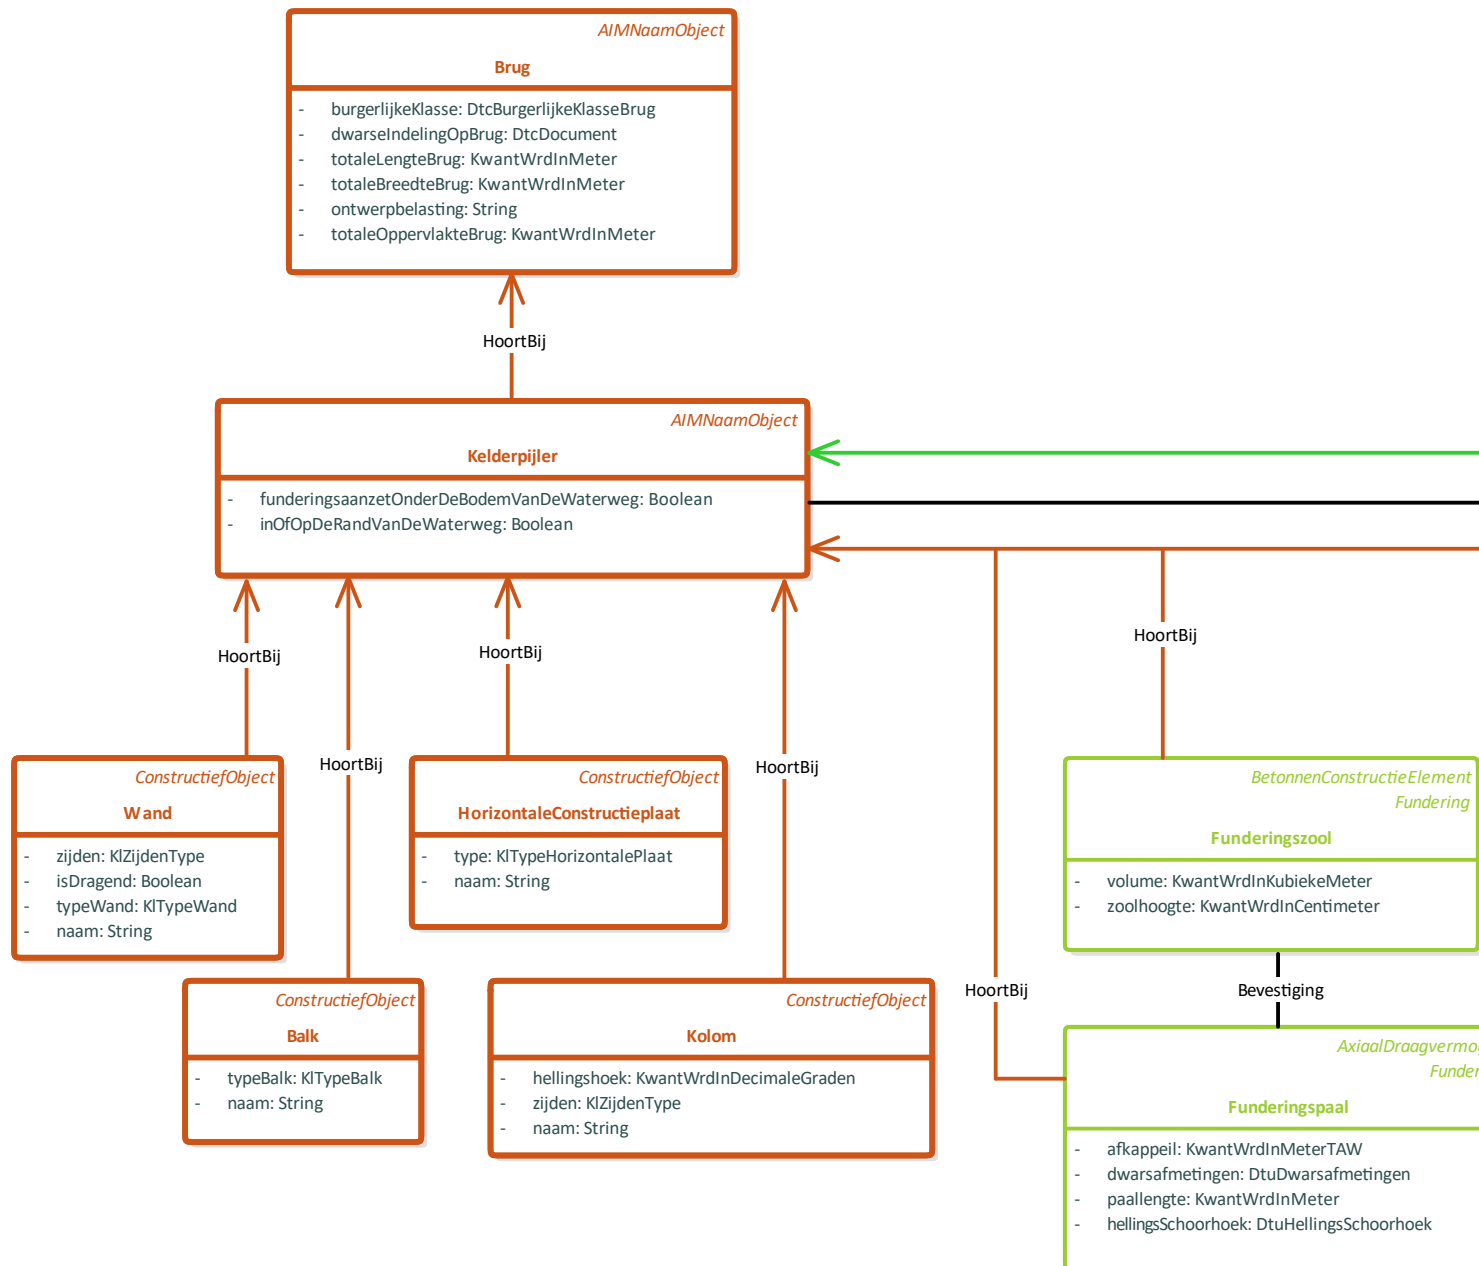 AIMNaamObject
Brug
- burgerlijkeKlasse: DtcBurgerlijkeKlasseBrug
- dwarseIndelingOpBrug: DtcDocument
- totaleLengteBrug: KwantWrdInMeter
- totaleBreedteBrug: KwantWrdInMeter
- ontwerpbelasting: String
- totaleOppervlakteBrug: KwantWrdInMeter
HoortBij
AIMNaamObject
Kelderpijler
- funderingsaanzetOnderDeBodemVanDeWaterweg: Boolean
- inOfOpDeRandVanDeWaterweg: Boolean
HoortBij
HoortBij
HoortBij
HoortBij
HoortBij
ConstructiefObject
Wand
- zijden: KlZijdenType
- isDragend: Boolean
- typeWand: KlTypeWand
- naam: String
ConstructiefObject
HorizontaleConstructieplaat
- type: KlTypeHorizontalePlaat
- naam: String
BetonnenConstructieElement
Fundering
Funderingszool
- volume: KwantWrdInKubiekeMeter
- zoolhoogte: KwantWrdInCentimeter
ConstructiefObject
Balk
- typeBalk: KlTypeBalk
- naam: String
ConstructiefObject
Kolom
- hellingshoek: KwantWrdInDecimaleGraden
- zijden: KlZijdenType
- naam: String
HoortBij
Bevestiging
AxiaalDraagvermog
Funder
Funderingspaal
- afkappeil: KwantWrdInMeterTAW
- dwarsafmetingen: DtuDwarsafmetingen
- paallengte: KwantWrdInMeter
- hellingsSchoorhoek: DtuHellingsSchoorhoek